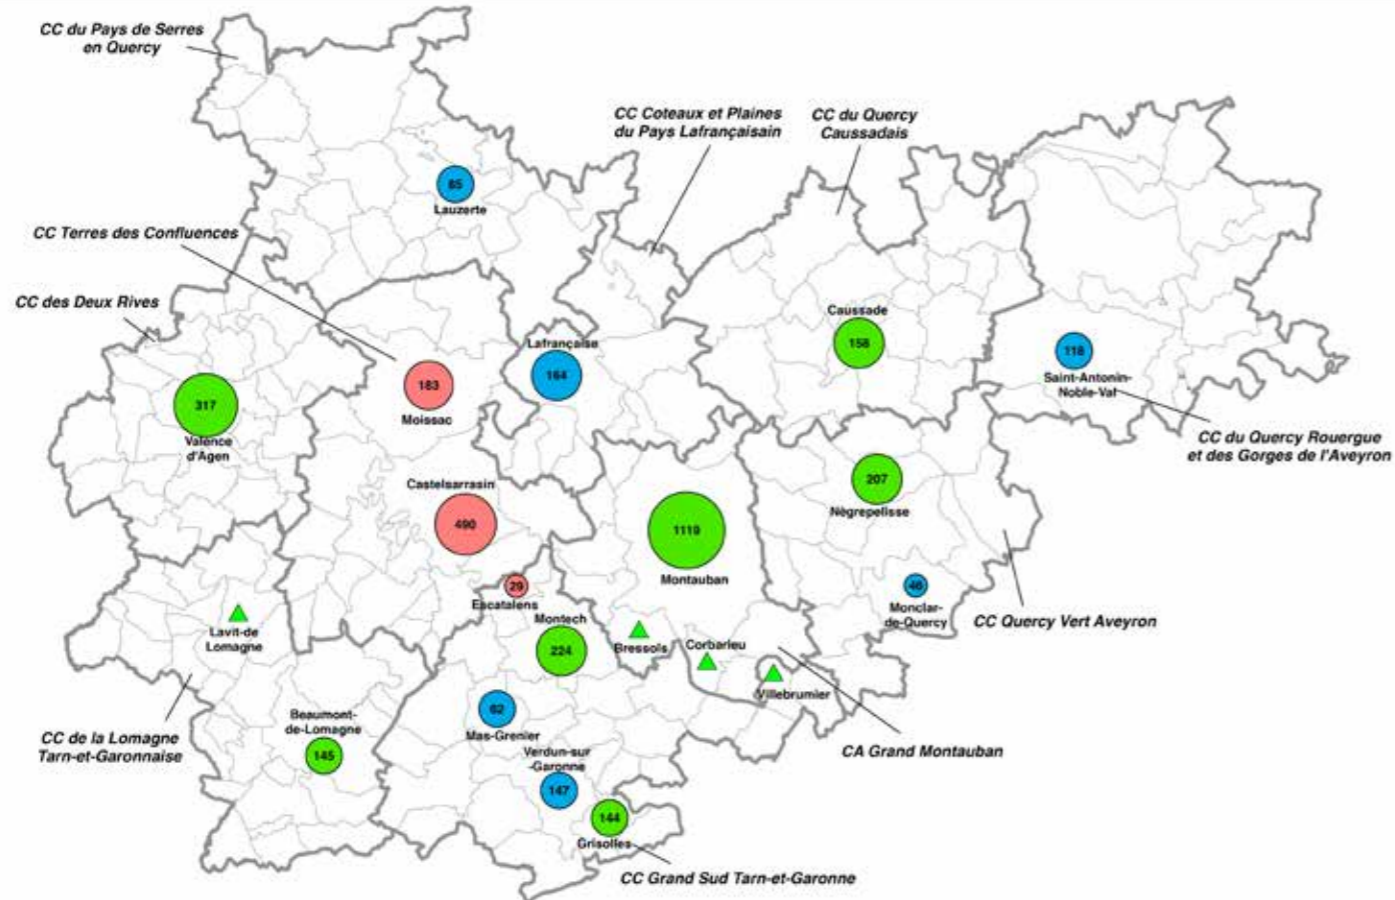 CC du Pays de Serres
en Quercy
CC Coteaux et Plaines
du Pays Lafrançaisain
CC du Quercy
Caussadais
65
Lauzerte
CC Terres des Confluences
CC des Deux Rives
Caussade
158
Lafrançaise
164
118
Saint-Antonin-
Noble-Val
183
Moissac
317
Valence
d'Agen
CC du Quercy Rouergue
et des Gorges de l'Aveyron
Castelsarrasin
490
207
Nègrepelisse
1119
Montauban
29
Escatalens
46
Monclar-
de-Quercy
CC Quercy Vert Aveyron
Lavit-de
Lomagne
Montech
224
Bressols
Corbarieu
Villebrumier
62
Mas-Grenier
Beaumont-
de-Lomagne
145
CC de la Lomagne
Tarn-et-Garonnaise
CA Grand Montauban
Verdun-sur
-Garonne
147
144
Grisolles
CC Grand Sud Tarn-et-Garonne